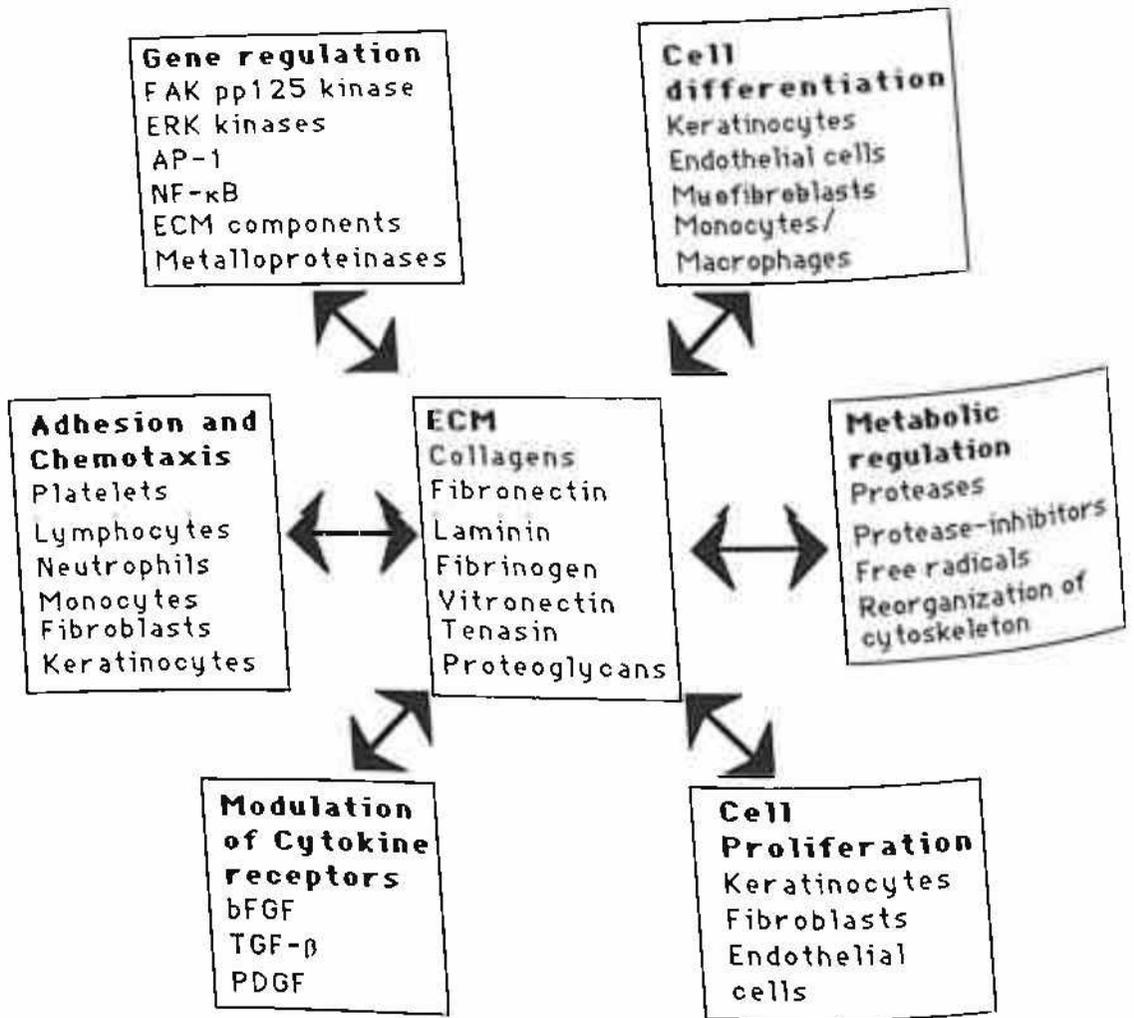 Gene regulation
FAK pp125 kinase
ERK kinases
AP-1
NF-κB
ECM components
Metalloproteinases
Cell
differentiation
Keratinocytes
Endothelial cells
Muofibroblasts
Monocytes/
Macrophages
Adhesion and
Chemotaxis
Platelets
Lymphocytes
Neutrophils
Monocytes
Fibroblasts
Keratinocytes
ECM
Collagens
Fibronectin
Laminin
Fibrinogen
Vitronectin
Tenasin
Proteoglycans
Metabolic
regulation
Proteases
Protease-inhibitors
Free radicals
Reorganization of
cytoskeleton
Modulation
of Cytokine
receptors
bFGF
TGF-β
PDGF
Cell
Proliferation
Keratinocytes
Fibroblasts
Endothelial
cells